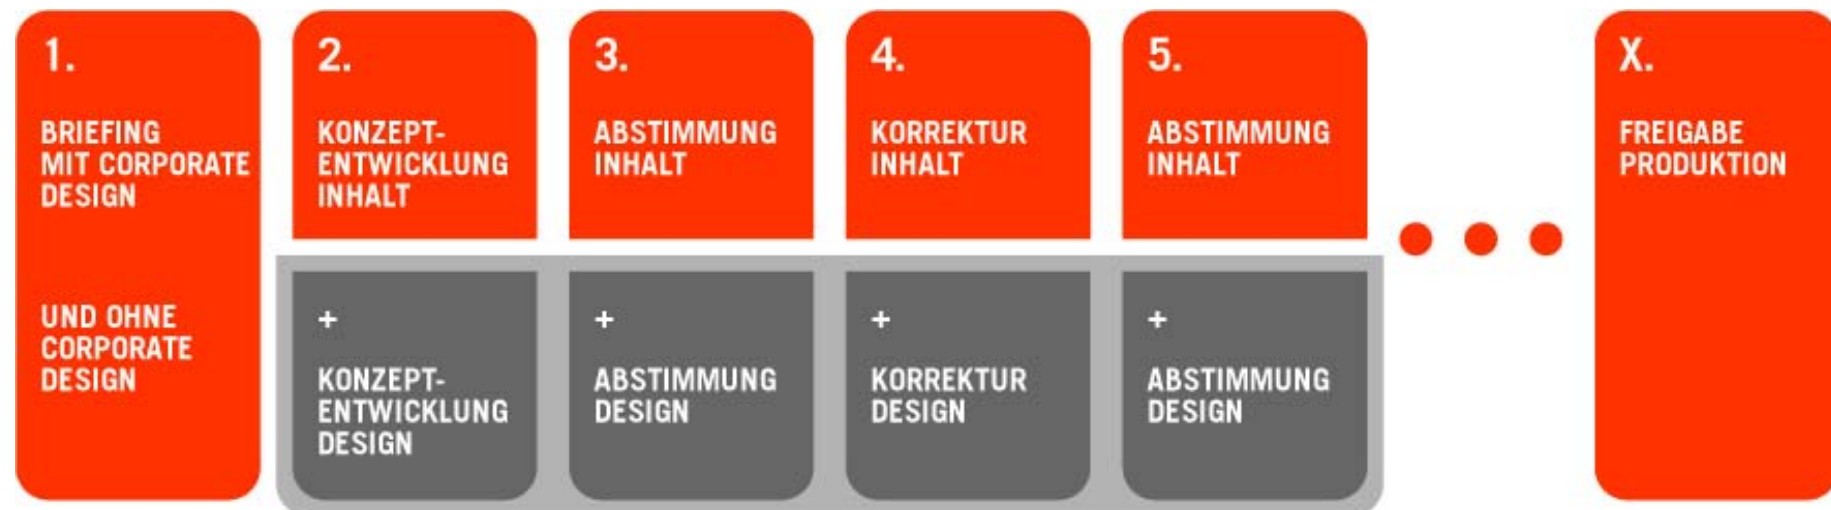 1.
BRIEFING
MIT CORPORATE
DESIGN
UND OHNE
CORPORATE
DESIGN
2.
KONZEPT-
ENTWICKLUNG
INHALT
+
KONZEPT-
ENTWICKLUNG
DESIGN
3.
ABSTIMMUNG
INHALT
+
ABSTIMMUNG
DESIGN
4.
KORREKTUR
INHALT
+
KORREKTUR
DESIGN
5.
ABSTIMMUNG
INHALT
+
ABSTIMMUNG
DESIGN
X.
FREIGABE
PRODUKTION